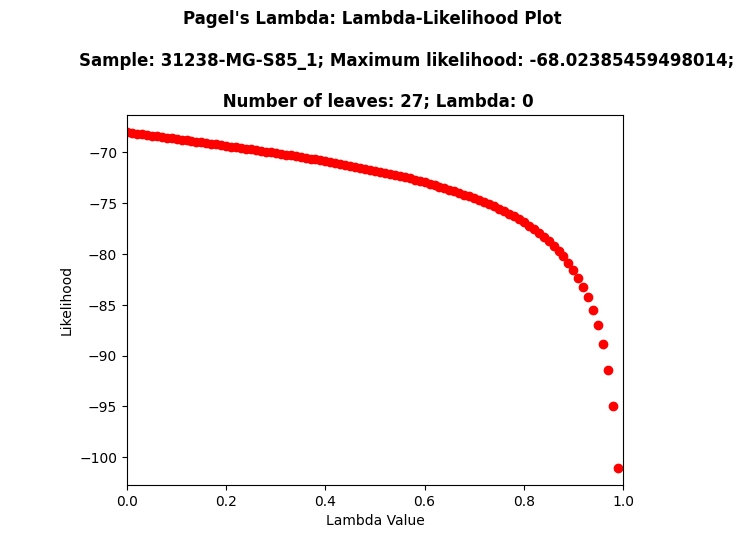 Pagel's Lambda: Lambda-Likelihood Plot
Sample: 31238-MG-S85_1; Maximum likelihood: -68.02385459498014;
Number of leaves: 27; Lambda: 0
−70
−75
−80
−85
−90
−95
−100
Likelihood
0.0 0.2 0.4 0.6 0.8 1.0
Lambda Value